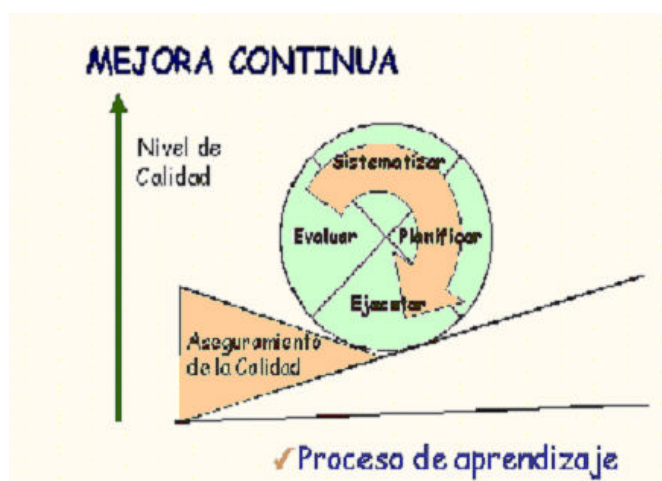 MEJORA CONTINUA
Nivel de
Calidad
Sistematizar
Evaluar
Planificar
Ejecutar
Aseguramiento
de la Calidad
✓Proceso de aprendizaje